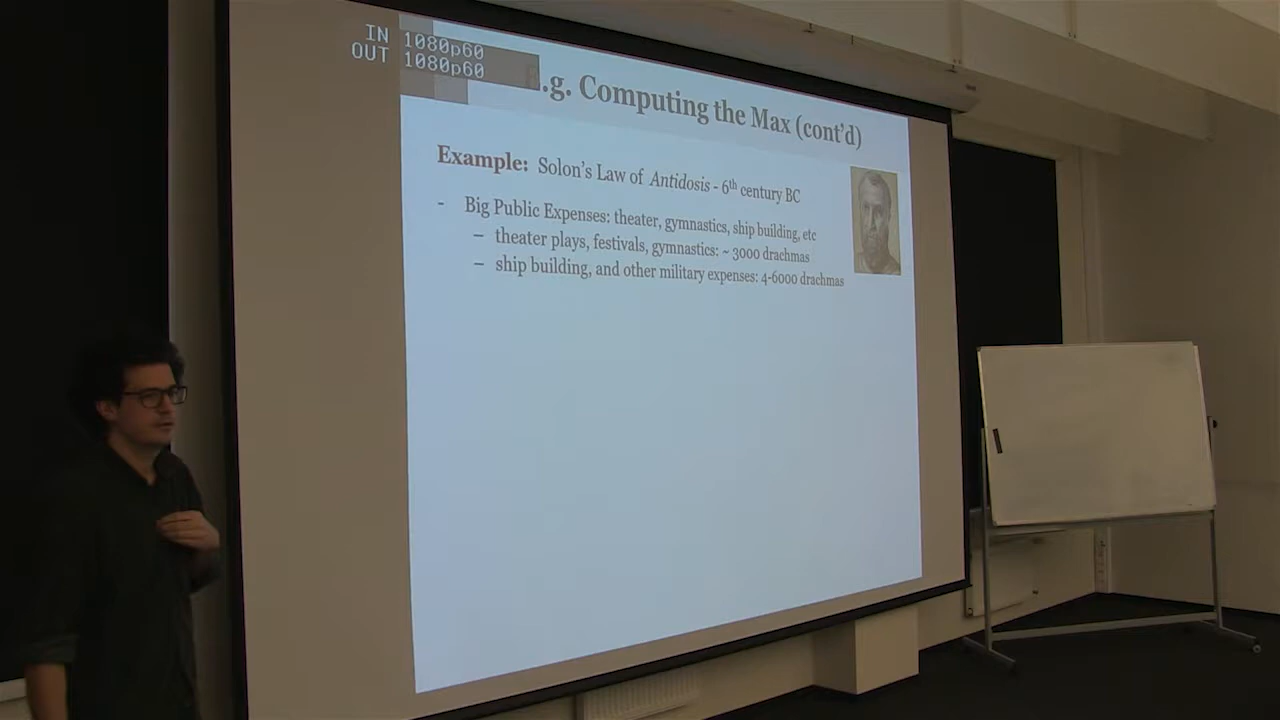 IN 1080p60
OUT 1080p60
.g. Computing the Max (cont'd)
Example: Solon's Law of Antidosis - 6th century BC
- Big Public Expenses: theater, gymnastics, ship building, etc
– theater plays, festivals, gymnastics: ~ 3000 drachmas
– ship building, and other military expenses: 4-6000 drachmas